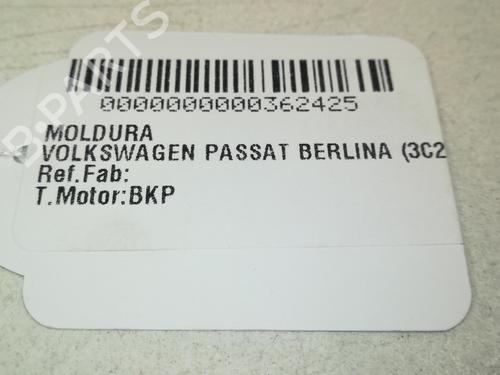 B-PARTS
0000000000362425
MOLDURA
VOLKSWAGEN PASSAT BERLINA (3C2
Ref.Fab:
T.Motor:BKP